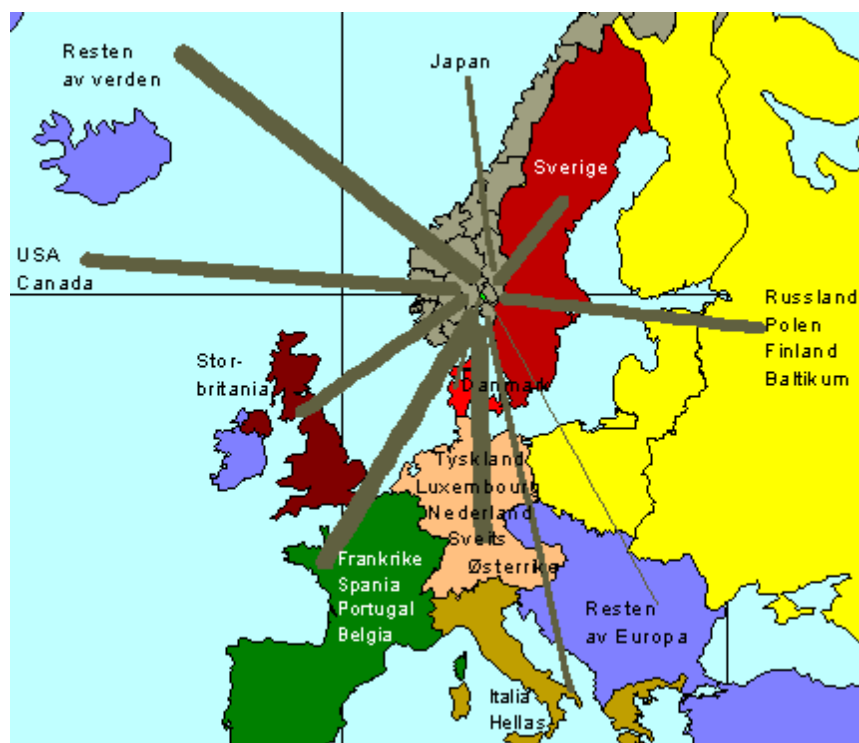 Resten
av verden
Japan
Sverige
USA
Canada
Russland
Polen
Finland
Baltikum
Stor-
britania
Danmark
Tyskland
Luxembourg
Nederland
Sveits
Østerrike
Frankrike
Spania
Portugal
Belgia
Resten
av Europa
Italia
Hellas